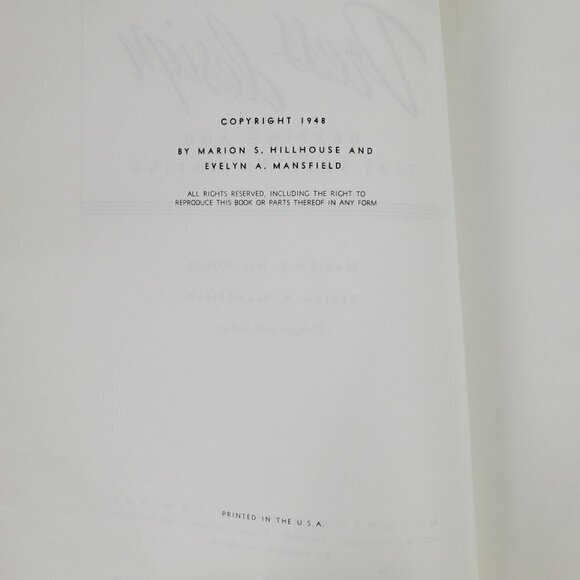 COPYRIGHT 1948
BY MARION S. HILLHOUSE AND
EVELYN A. MANSFIELD
ALL RIGHTS RESERVED, INCLUDING THE RIGHT TO
REPRODUCE THIS BOOK OR PARTS THEREOF IN ANY FORM
PRINTED IN THE U.S.A.